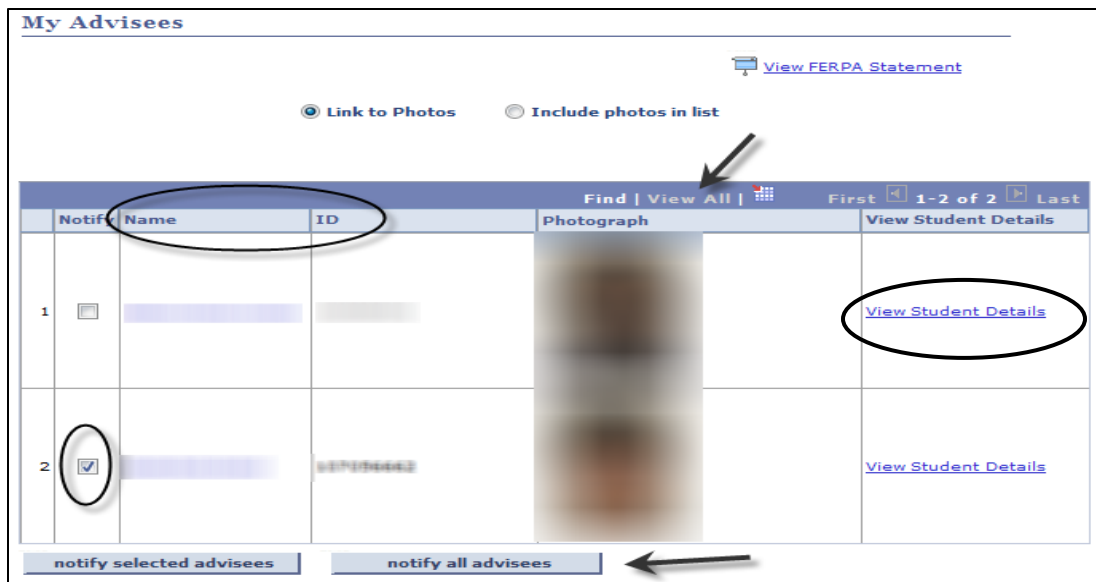 My Advisees
View FERPA Statement
Link to Photos Include photos in list
Find | View All | First 1-2 of 2 Last
Notify Name ID Photograph View Student Details
1 View Student Details
2 View Student Details
notify selected advisees notify all advisees